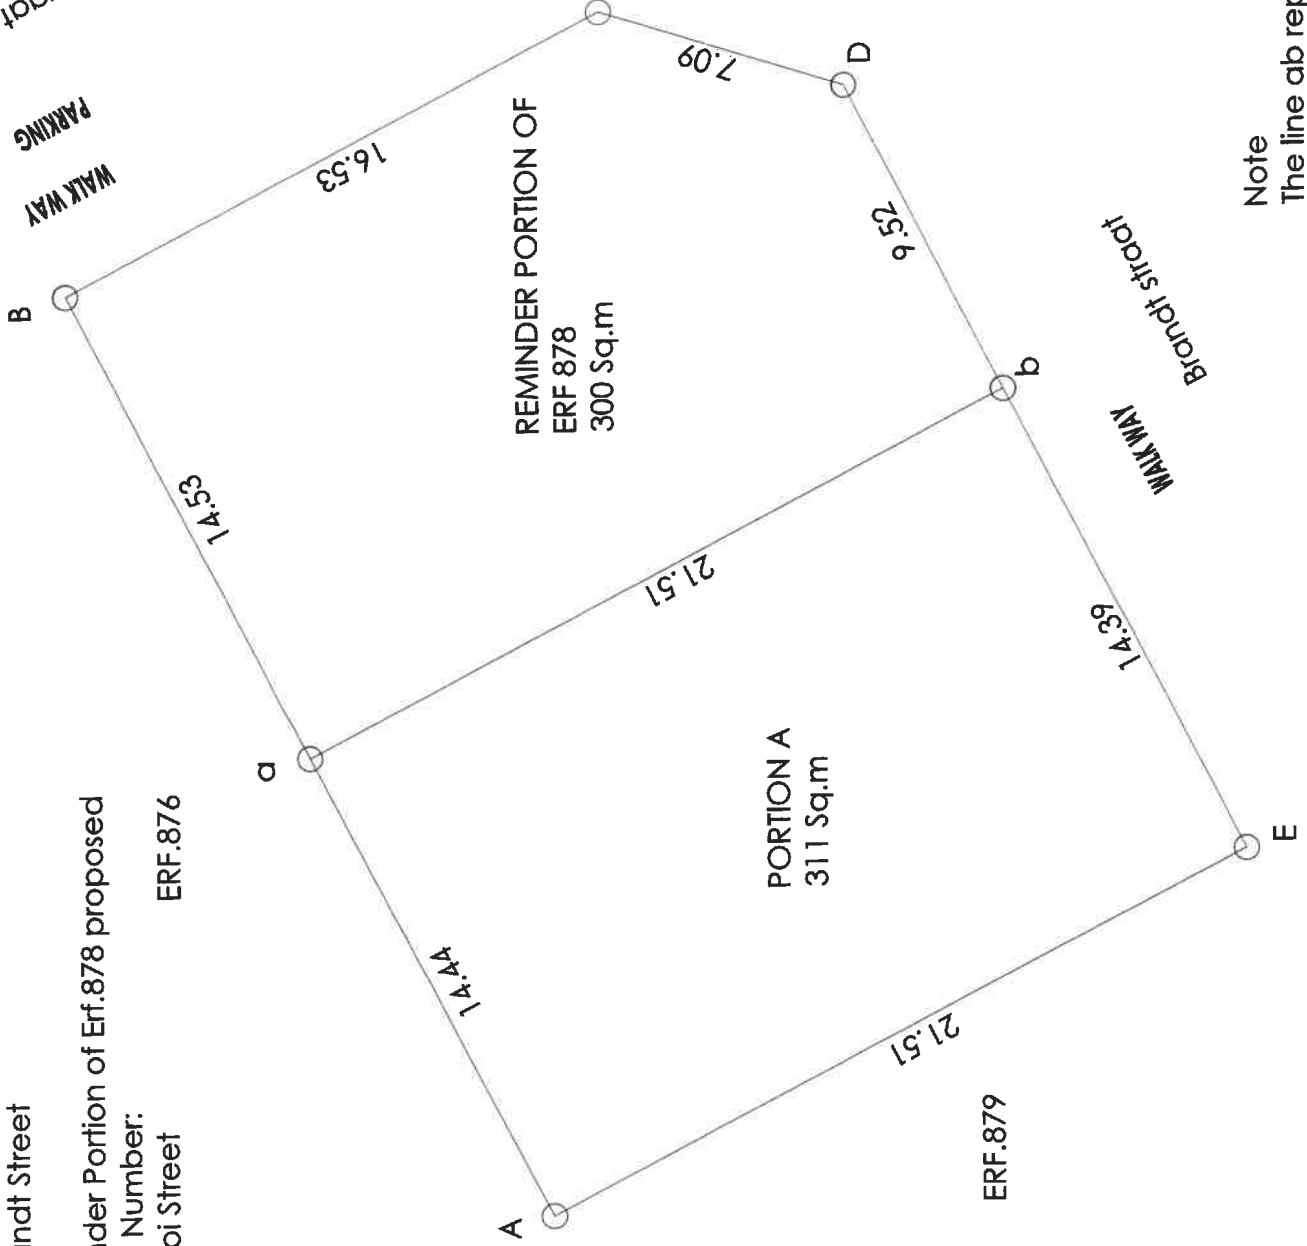 ndt Street
der Portion of Erf.878 proposed
Number:
oi Street
ERF.876
PARKING
WALK WAY
B
a
A
14.53
14.44
16.53
7.09
D
9.52
b
21.51
REMINDER PORTION OF
ERF 878
300 Sq.m
PORTION A
311 Sq.m
21.51
14.39
E
ERF.879
WALK WAY
Brandt straat
Note
The line ab rep